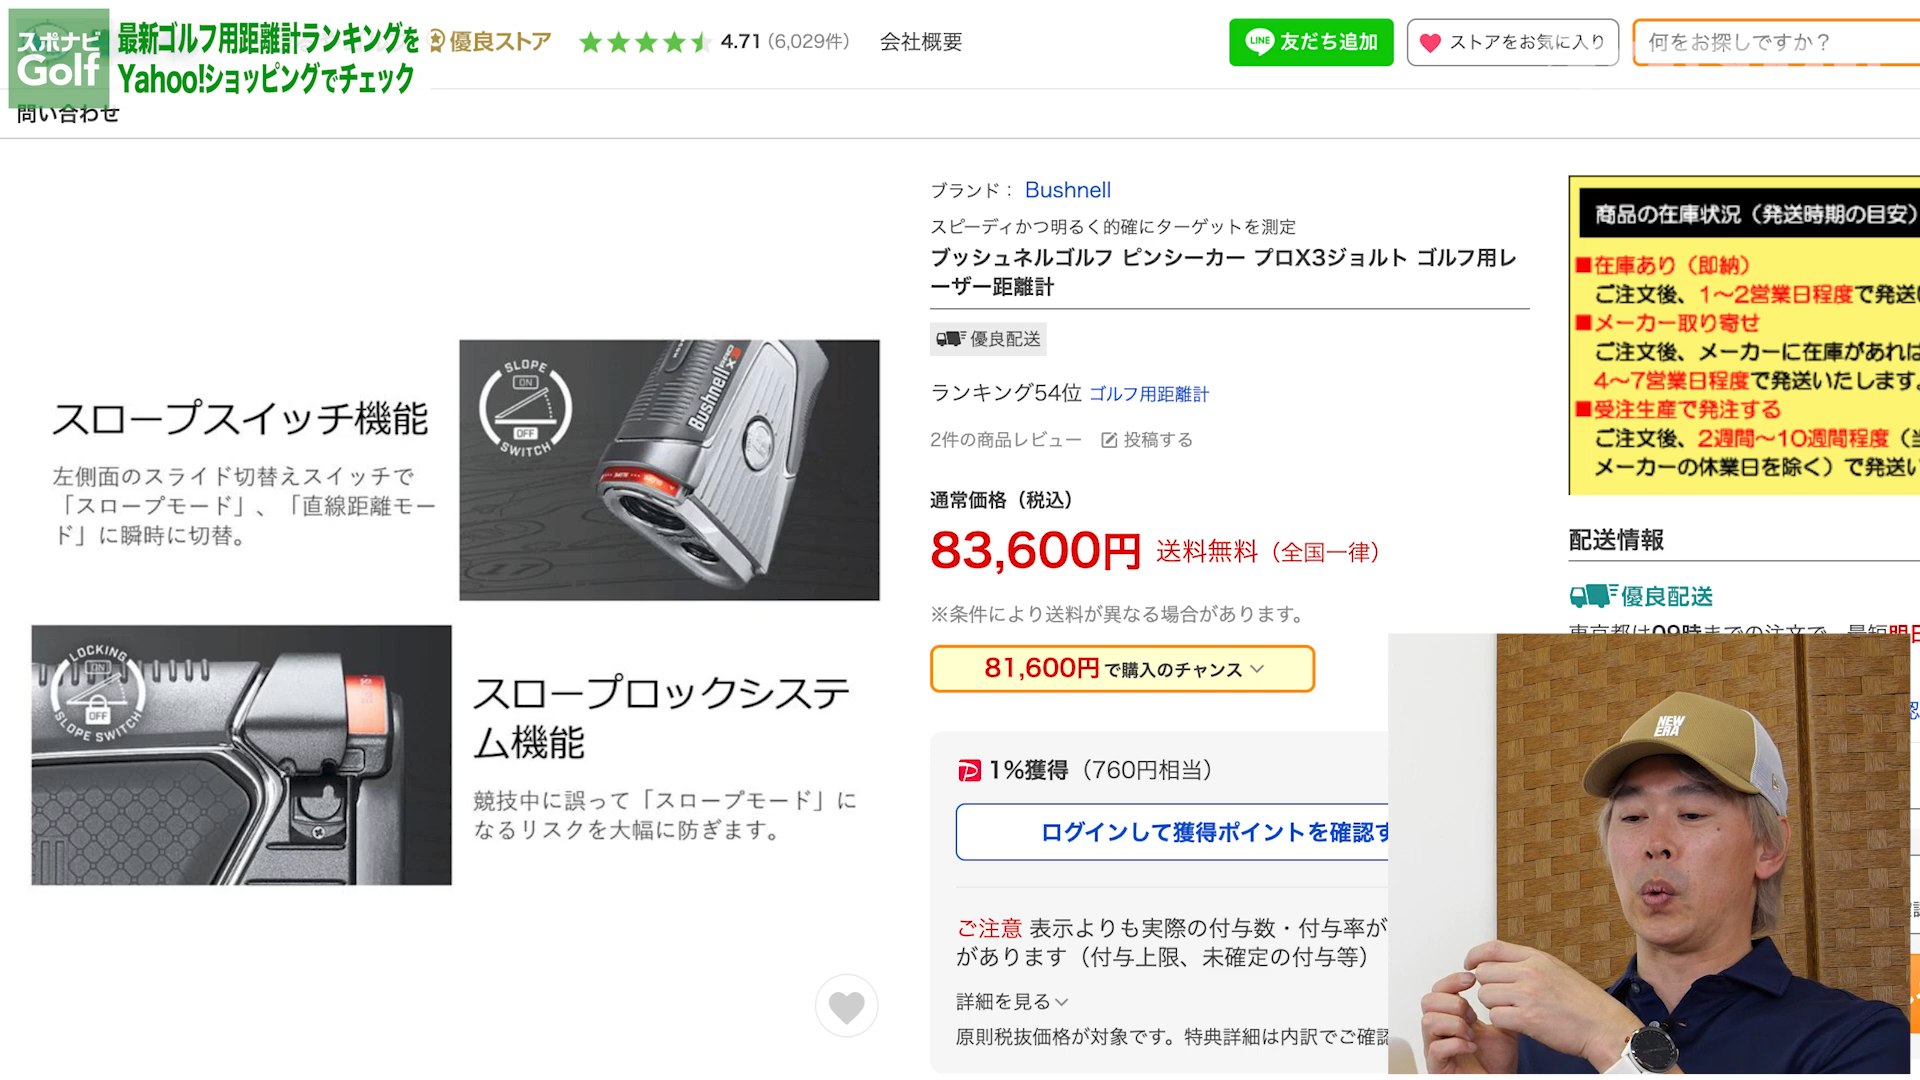 スポナビ
Golf
最新ゴルフ用距離計ランキングを
Yahoo!ショッピングでチェック
優良ストア
4.71（6,029件）
会社概要
LINE 友だち追加
ストアをお気に入り
何をお探しですか？
問い合わせ
スロープスイッチ機能
左側面のスライド切替えスイッチで
「スロープモード」、「直線距離モー
ド」に瞬時に切替。
SLOPE
ON
OFF
SWITCH
Bushnell
LOCKING
ON
OFF
SLOPE SWITCH
スロープロックシステ
ム機能
競技中に誤って「スロープモード」に
なるリスクを大幅に防ぎます。
ブランド： Bushnell
スピーディかつ明るく的確にターゲットを測定
ブッシュネルゴルフ ピンシーカー プロX3ジョルト ゴルフ用レ
ーザー距離計
優良配送
ランキング54位 ゴルフ用距離計
2件の商品レビュー 投稿する
通常価格（税込）
83,600円 送料無料（全国一律）
※条件により送料が異なる場合があります。
81,600円で購入のチャンス
1%獲得（760円相当）
ログインして獲得ポイントを確認す
ご注意 表示よりも実際の付与数・付与率が
があります（付与上限、未確定の付与等）
詳細を見る
原則税抜価格が対象です。特典詳細は内訳でご確認
商品の在庫状況（発送時期の目安）
■在庫あり（即納）
ご注文後、1〜2営業日程度で発送
■メーカー取り寄せ
ご注文後、メーカーに在庫があれば
4〜7営業日程度で発送いたします。
■受注生産で発注する
ご注文後、2週間〜10週間程度（
メーカーの休業日を除く）で発送い
配送情報
優良配送
東京都は09時までの注文で、最短明日
NEW
ERA